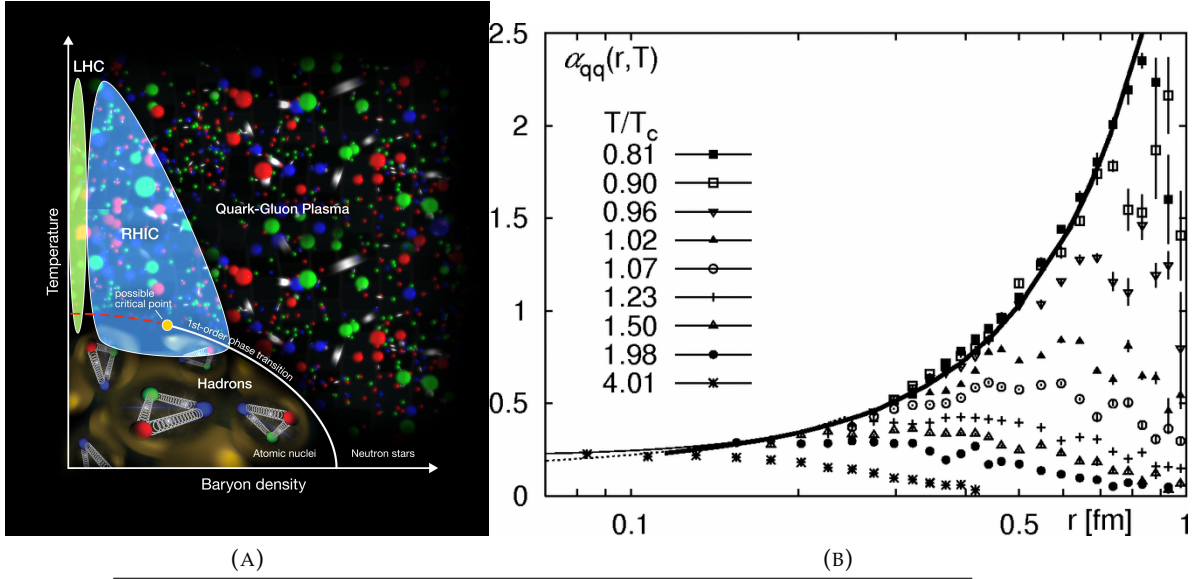 LHC
Temperature
Quark-Gluon Plasma
RHIC
possible
critical point
1st-order phase transition
Hadrons
Atomic nuclei
Neutron stars
Baryon density
(A)
2.5
2
1.5
1
0.5
0
α_qq(r,T)
T/T_c
0.81
0.90
0.96
1.02
1.07
1.23
1.50
1.98
4.01
0.1
0.5
r [fm]
1
(B)